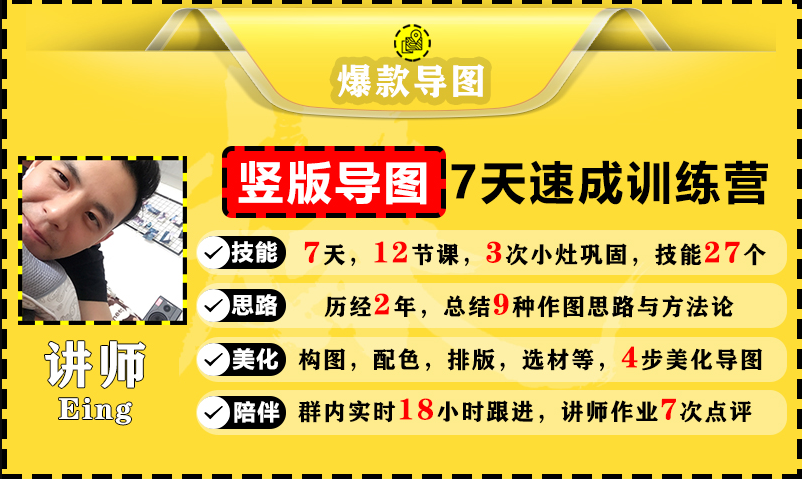 爆款导图
竖版导图 7天速成训练营
技能 7天，12节课，3次小灶巩固，技能27个
思路 历经2年，总结9种作图思路与方法论
美化 构图，配色，排版，选材等，4步美化导图
陪伴 群内实时18小时跟进，讲师作业7次点评
讲师
Eing